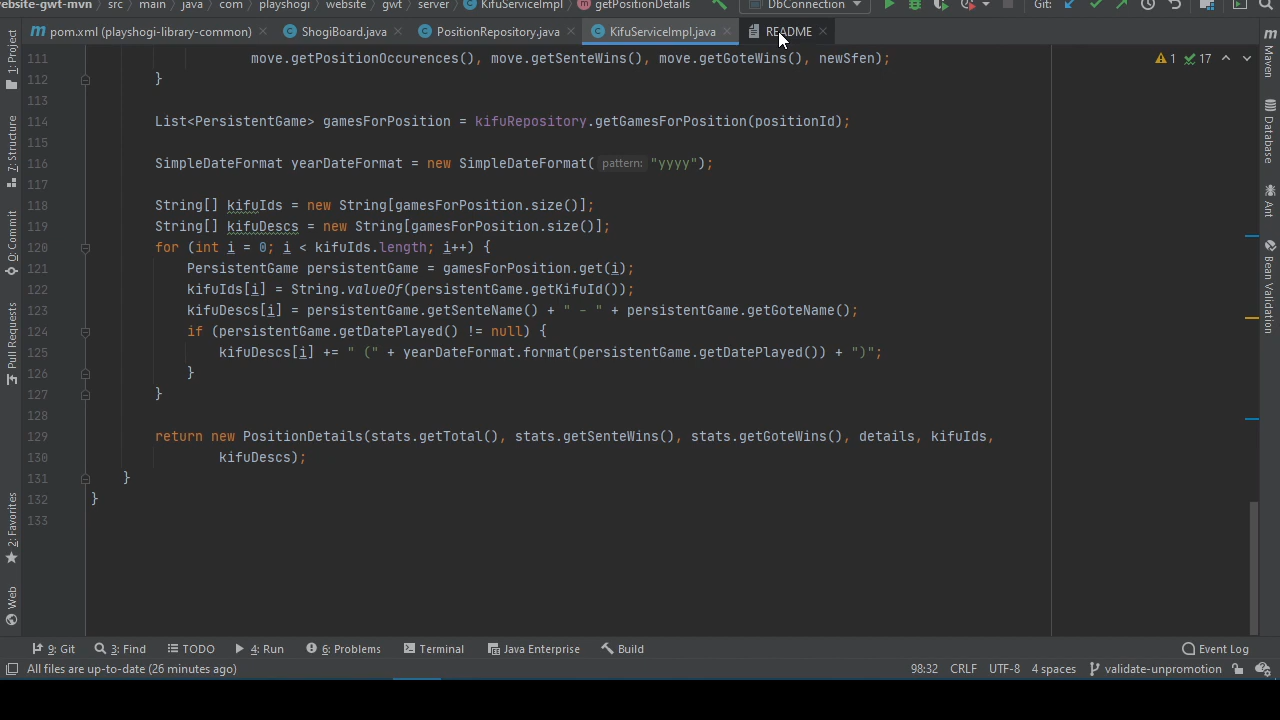 website-gwt-mvn src main java com playshogi website gwt server KifuServiceImpl getPositionDetails DbConnection Git:
pom.xml (playshogi-library-common) ShogiBoard.java PositionRepository.java KifuServiceImpl.java README
1: Project
7: Structure
0: Commit
Pull Requests
2: Favorites
Web
111 move.getPositionOccurences(), move.getSenteWins(), move.getGoteWins(), newSfen);
112 }
113
114 List<PersistentGame> gamesForPosition = kifuRepository.getGamesForPosition(positionId);
115
116 SimpleDateFormat yearDateFormat = new SimpleDateFormat( pattern: "yyyy");
117
118 String[] kifuIds = new String[gamesForPosition.size()];
119 String[] kifuDescs = new String[gamesForPosition.size()];
120 for (int i = 0; i < kifuIds.length; i++) {
121 PersistentGame persistentGame = gamesForPosition.get(i);
122 kifuIds[i] = String.valueOf(persistentGame.getKifuId());
123 kifuDescs[i] = persistentGame.getSenteName() + " - " + persistentGame.getGoteName();
124 if (persistentGame.getDatePlayed() != null) {
125 kifuDescs[i] += " (" + yearDateFormat.format(persistentGame.getDatePlayed()) + ")";
126 }
127 }
128
129 return new PositionDetails(stats.getTotal(), stats.getSenteWins(), stats.getGoteWins(), details, kifuIds,
130 kifuDescs);
131 }
132 }
133
1 17
Maven
Database
Ant
Bean Validation
9: Git 3: Find TODO 4: Run 6: Problems Terminal Java Enterprise Build Event Log
All files are up-to-date (26 minutes ago) 98:32 CRLF UTF-8 4 spaces validate-unpromotion